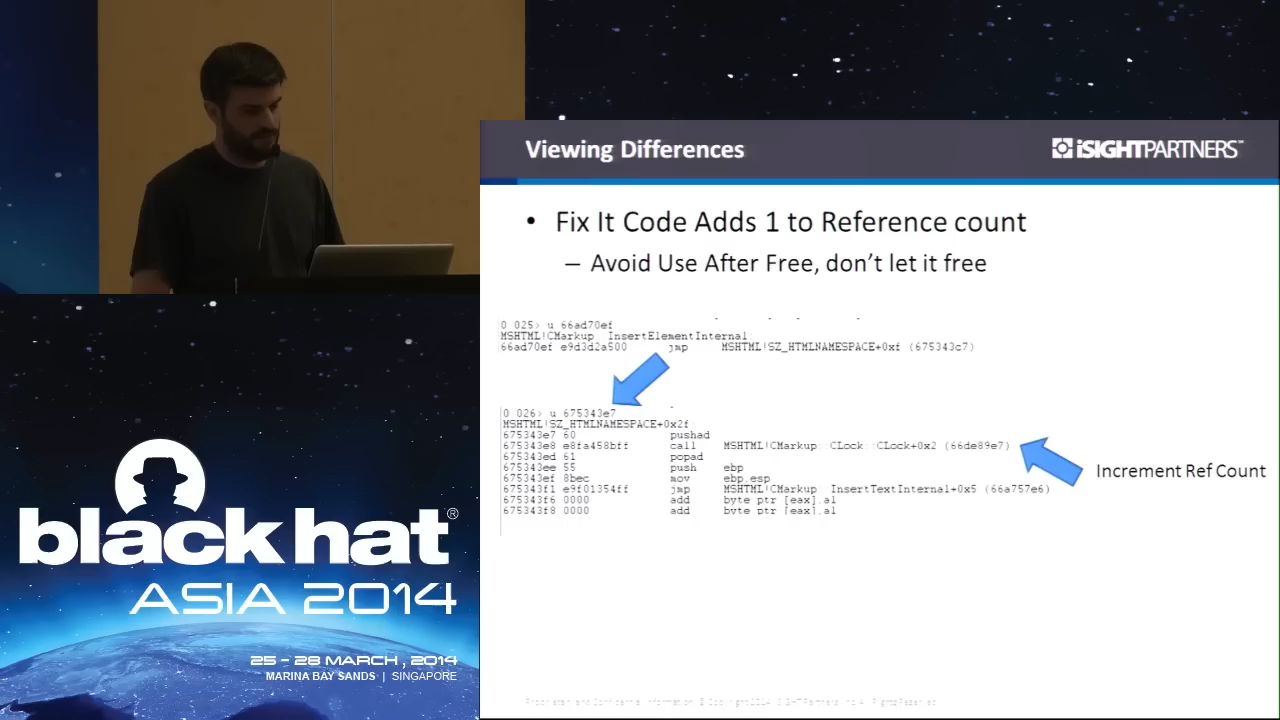 Viewing Differences
iSIGHTPARTNERS
• Fix It Code Adds 1 to Reference count
– Avoid Use After Free, don't let it free
0 025> u 66ad70ef
MSHTML!CMarkup InsertElementInternal
66ad70ef e9d3d2a500 jmp MSHTML!SZ_HTMLNAMESPACE+0xf (675343c7)
0 026> u 675343e7
MSHTML!SZ_HTMLNAMESPACE+0x2f
675343e7 60 pushad
675343e8 e8fa458bff call MSHTML!CMarkup CLock CLock+0x2 (66de89e7)
675343ed 61 popad
675343ee 55 push ebp
675343ef 8bec mov ebp,esp
675343f1 e9f01354ff jmp MSHTML!CMarkup InsertTextInternal+0x5 (66a757e6)
675343f6 0000 add byte ptr [eax],al
675343f8 0000 add byte ptr [eax],al
Increment Ref Count
black hat®
ASIA 2014
25 - 28 MARCH, 2014
MARINA BAY SANDS | SINGAPORE